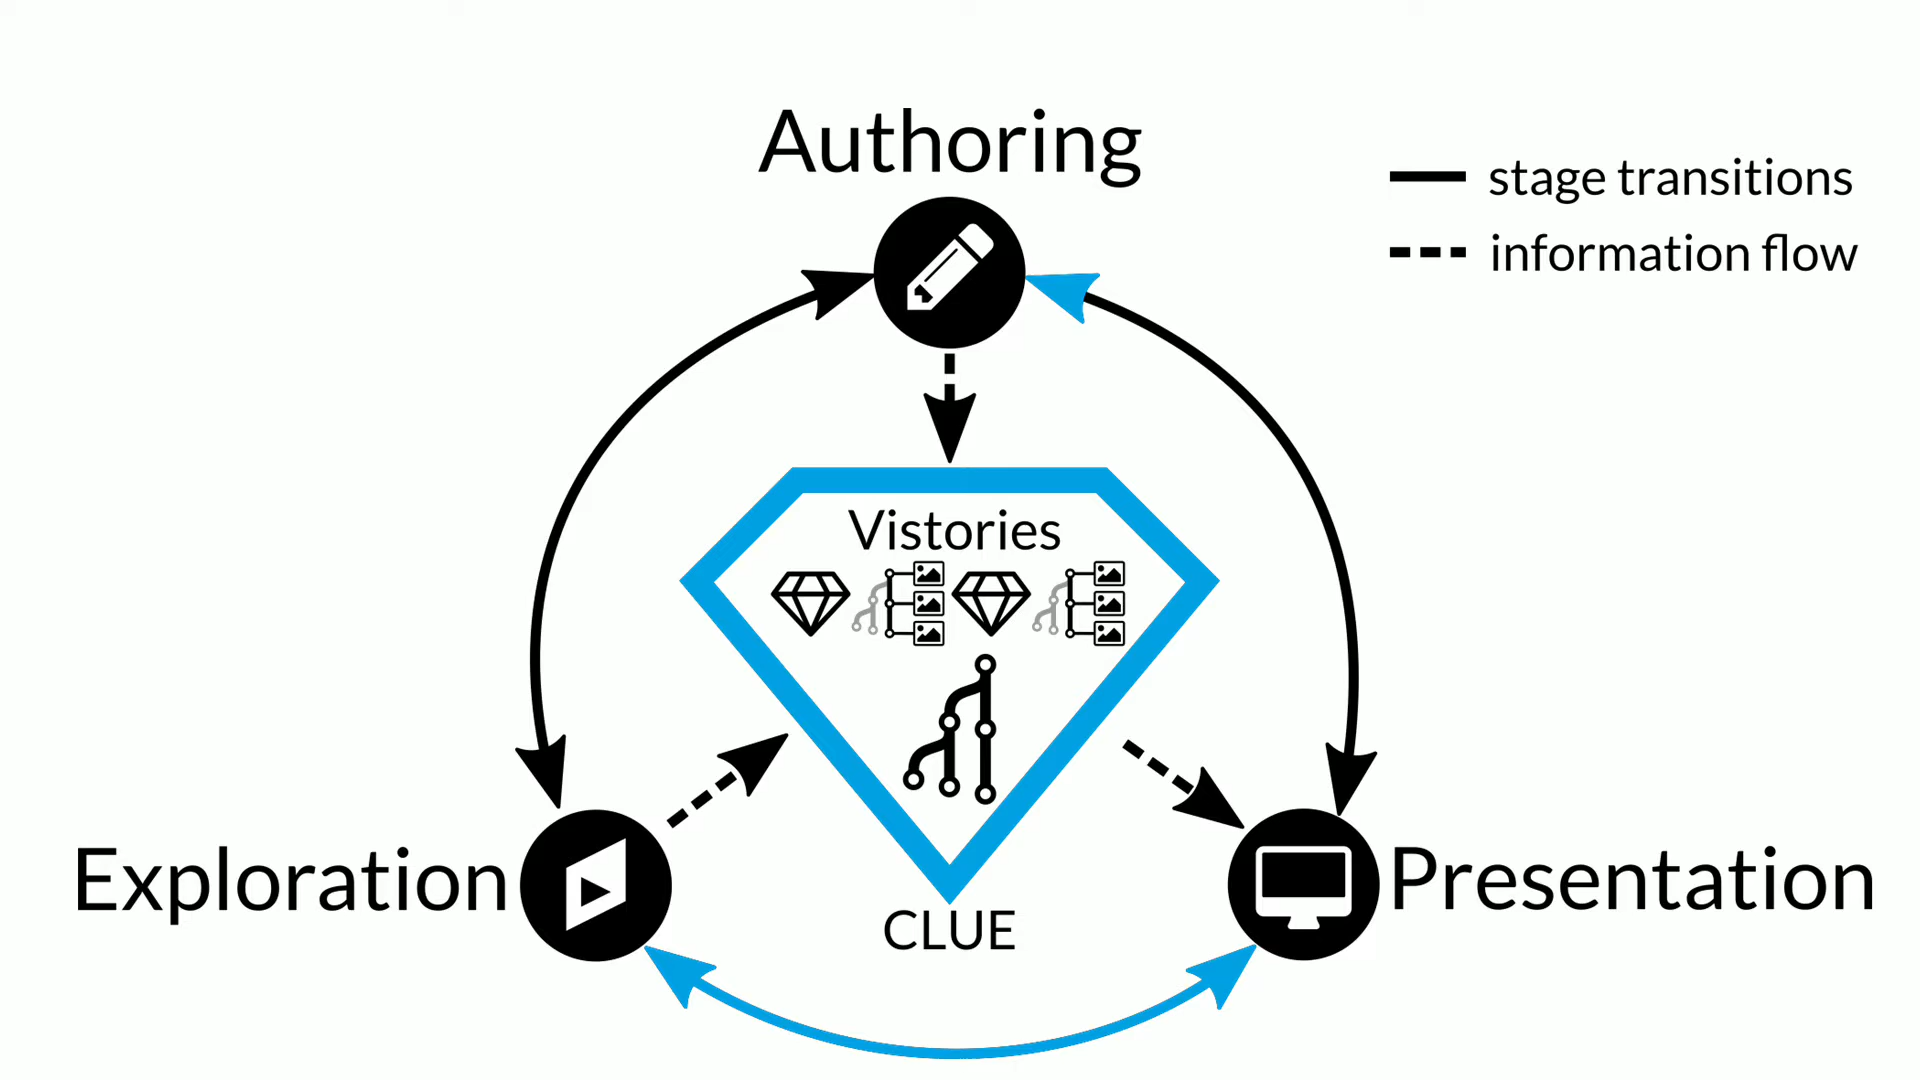 Authoring
stage transitions
information flow
Vistories
Exploration
Presentation
CLUE